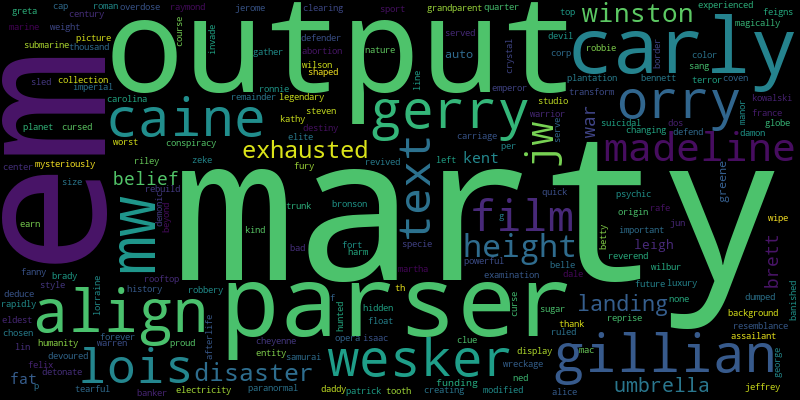 greta century cap roman overdose raymond jerome clearing grandparent quarter top experienced feigns
marine weight sport winston magically
submarine picture thousand course invade output gather defender abortion nature served auto corp devil robbie border color carly
sled collection shaped wilson crystal line plantation bennett sang terror coven
imperial ronnie legendary emperor studio transform orry kowalski
em carolina caine remainder kathy steven gerry warrior manor dos france
planet cursed worst conspiracy elite destiny jw serve war suicidal changing defend damon globe
center mysteriously riley zeke exhausted carriage per madeline
size belief fury revived left kent text psychic greene
rebuild demonic beyond trunk bronson specie film quick origin rafe wipe
earn mw kind marty important jun
fanny bad fort harm powerful height betty leigh reverend brett
brady lorraine rooftop martha examination belle wilbur
deduce style history robbery th dale future luxury none dumped banished
rapidly hidden curse sugar landing background
eldest align f float parser reprise resemblance
chosen forever proud afterlife cheyenne hunted opera isaac clue thank ruled assailant
lin humanity warren entity samurai wesker display mac gillian george
felix devoured lois disaster wreckage
fat detonate paranormal daddy funding ned umbrella
p tearful banker electricity patrick tooth creating modified alice jeffrey